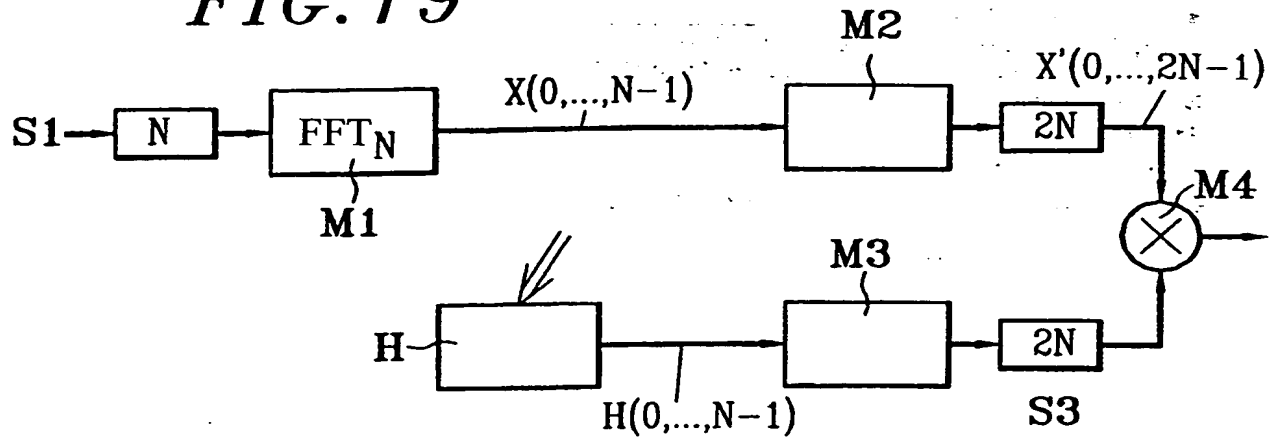 FIG. 19
M2
X(0,...,N-1)
X'(0,...,2N-1)
S1
N
FFT_N
2N
M1
M4
M3
H
2N
H(0,...,N-1)
S3